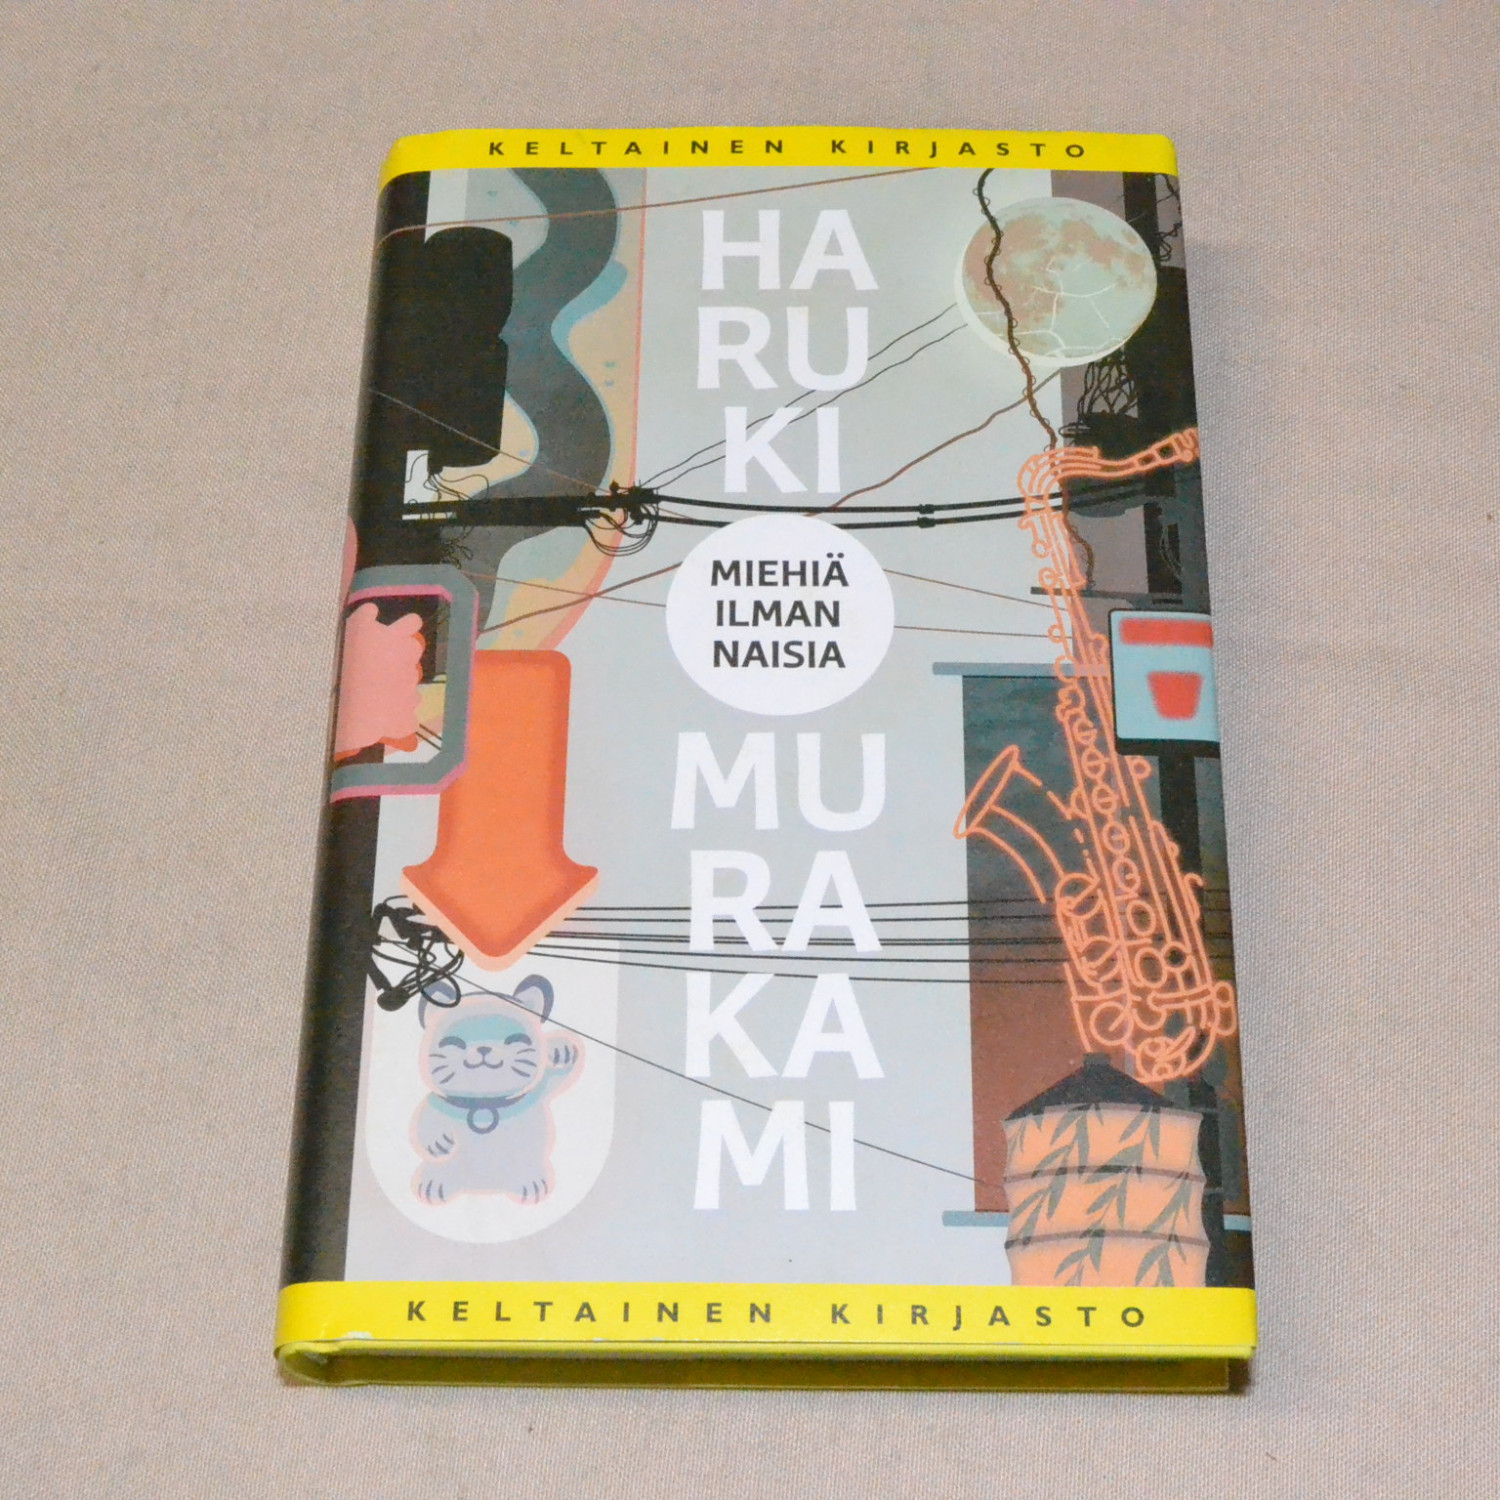 KELTAINEN KIRJASTO
HA
RU
KI
MIEHIÄ
ILMAN
NAISIA
MU
RA
KA
MI
KELTAINEN KIRJASTO